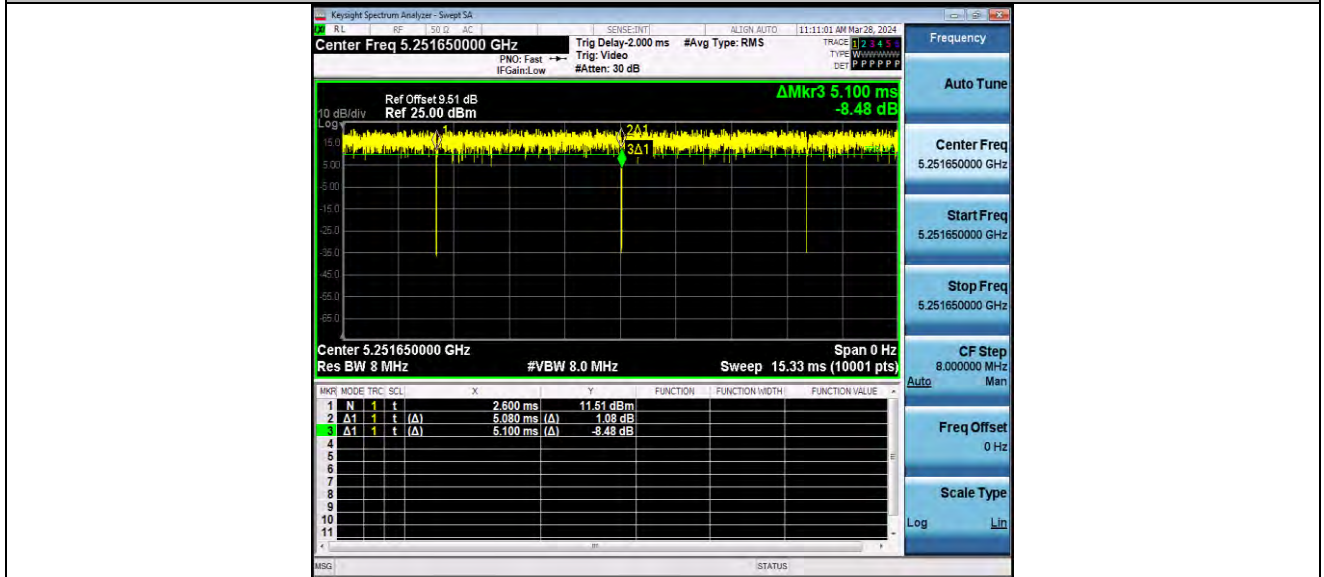 Keysight Spectrum Analyzer - Swept SA
RL RF 50 Ω AC SENSE:INT ALIGN AUTO 11:11:01 AM Mar 28, 2024
Center Freq 5.251650000 GHz
PNO: Fast
IFGain:Low
Trig Delay-2.000 ms
Trig: Video
#Atten: 30 dB
#Avg Type: RMS
TRACE 1 2 3 4 5 6
TYPE
DET P P P P P P
Ref Offset 9.51 dB
10 dB/div Ref 25.00 dBm
Log
ΔMkr3 5.100 ms
-8.48 dB
15.0
5.00
-5.00
-15.0
-25.0
-35.0
-45.0
-55.0
-65.0
1
2Δ1
3Δ1
Center 5.251650000 GHz Span 0 Hz
Res BW 8 MHz #VBW 8.0 MHz Sweep 15.33 ms (10001 pts)
MKR MODE TRC SCL X Y FUNCTION FUNCTION WIDTH FUNCTION VALUE
1 N 1 t 2.600 ms 11.51 dBm
2 Δ1 1 t (Δ) 5.080 ms (Δ) 1.08 dB
3 Δ1 1 t (Δ) 5.100 ms (Δ) -8.48 dB
4
5
6
7
8
9
10
11
MSG STATUS
Frequency
Auto Tune
Center Freq
5.251650000 GHz
Start Freq
5.251650000 GHz
Stop Freq
5.251650000 GHz
CF Step
8.000000 MHz
Auto Man
Freq Offset
0 Hz
Scale Type
Log Lin